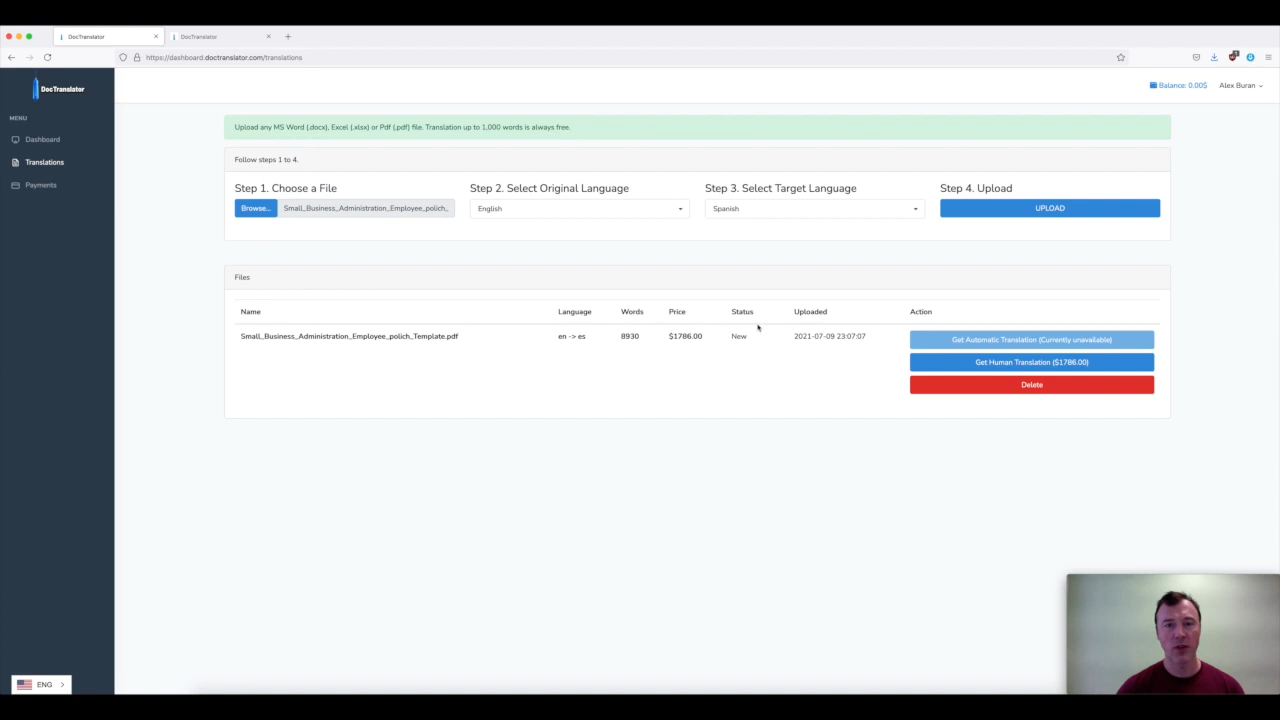 DocTranslator
DocTranslator
https://dashboard.doctranslator.com/translations
1
DocTranslator
Balance: 0.00$
Alex Buran
MENU
Dashboard
Translations
Payments
Upload any MS Word (.docx), Excel (.xlsx) or Pdf (.pdf) file. Translation up to 1,000 words is always free.
Follow steps 1 to 4.
Step 1. Choose a File
Step 2. Select Original Language
Step 3. Select Target Language
Step 4. Upload
Browse...
Small_Business_Administration_Employee_polich_
English
Spanish
UPLOAD
Files
Name Language Words Price Status Uploaded Action
Small_Business_Administration_Employee_polich_Template.pdf en -> es 8930 $1786.00 New 2021-07-09 23:07:07
Get Automatic Translation (Currently unavailable)
Get Human Translation ($1786.00)
Delete
ENG